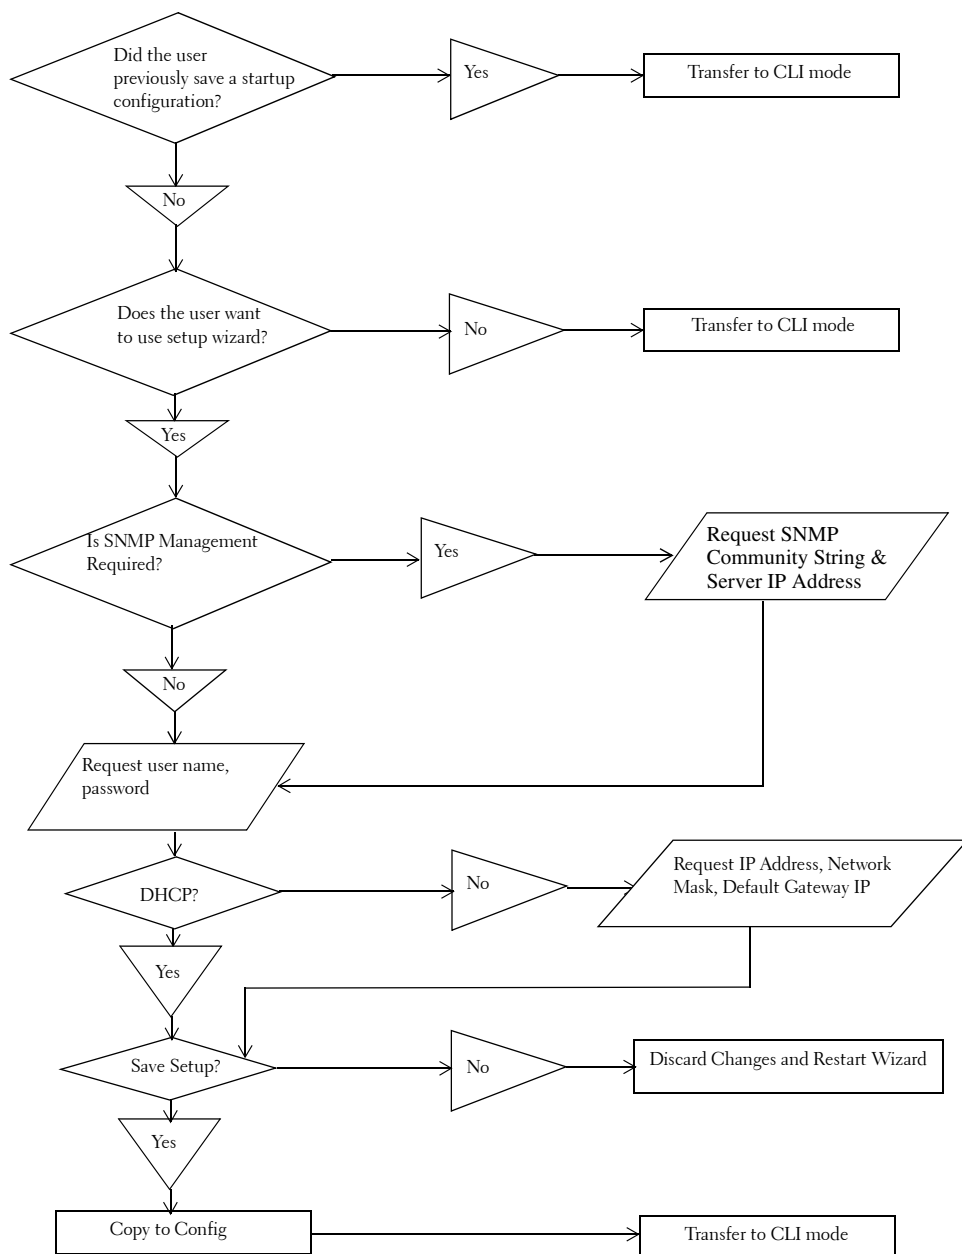 Did the user
previously save a startup
configuration?
Yes
Transfer to CLI mode
No
Does the user want
to use setup wizard?
No
Transfer to CLI mode
Yes
Is SNMP Management
Required?
Yes
Request SNMP
Community String &
Server IP Address
No
Request user name,
password
DHCP?
No
Request IP Address, Network
Mask, Default Gateway IP
Yes
Save Setup?
No
Discard Changes and Restart Wizard
Yes
Copy to Config
Transfer to CLI mode